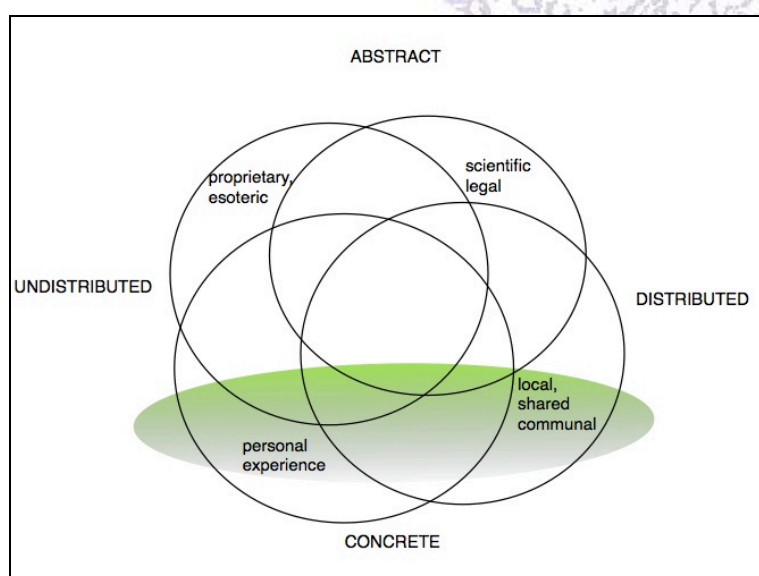 ABSTRACT
proprietary,
esoteric
scientific
legal
UNDISTRIBUTED
DISTRIBUTED
local,
shared
communal
personal
experience
CONCRETE